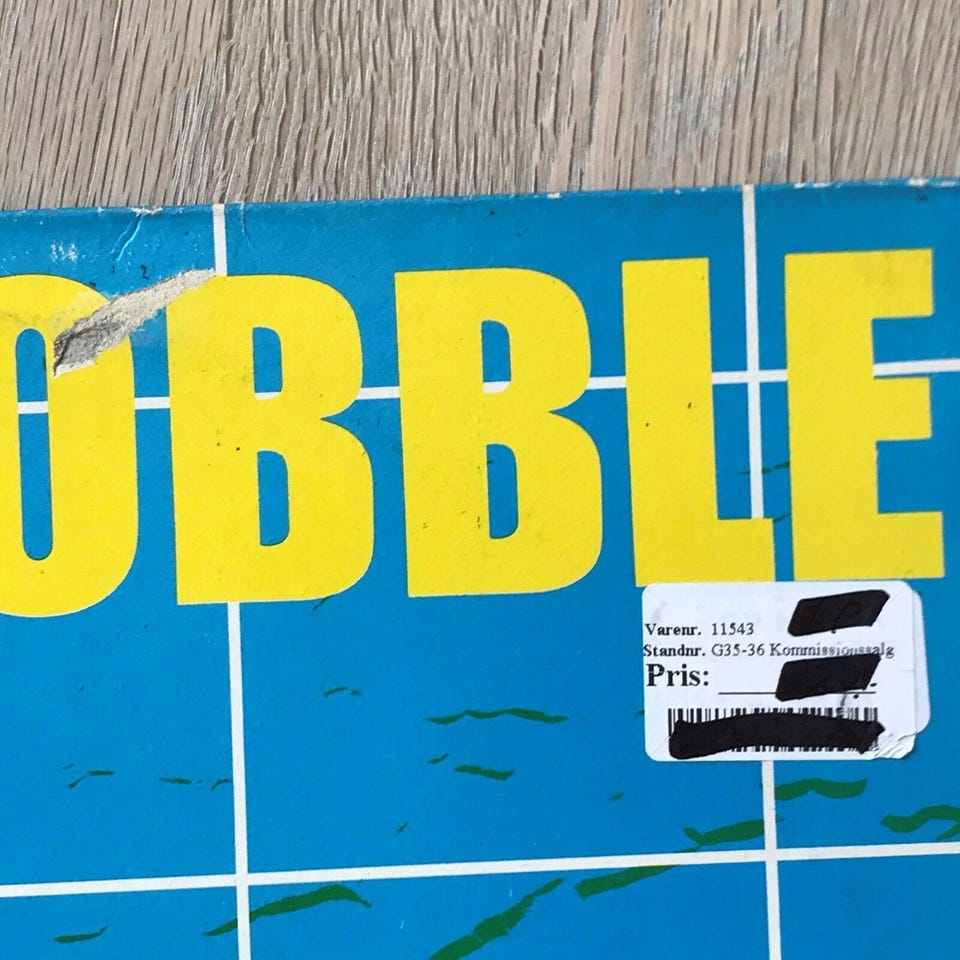 OBBLE
Varenr. 11543
Standnr. G35-36 Kommissionssalg
Pris: